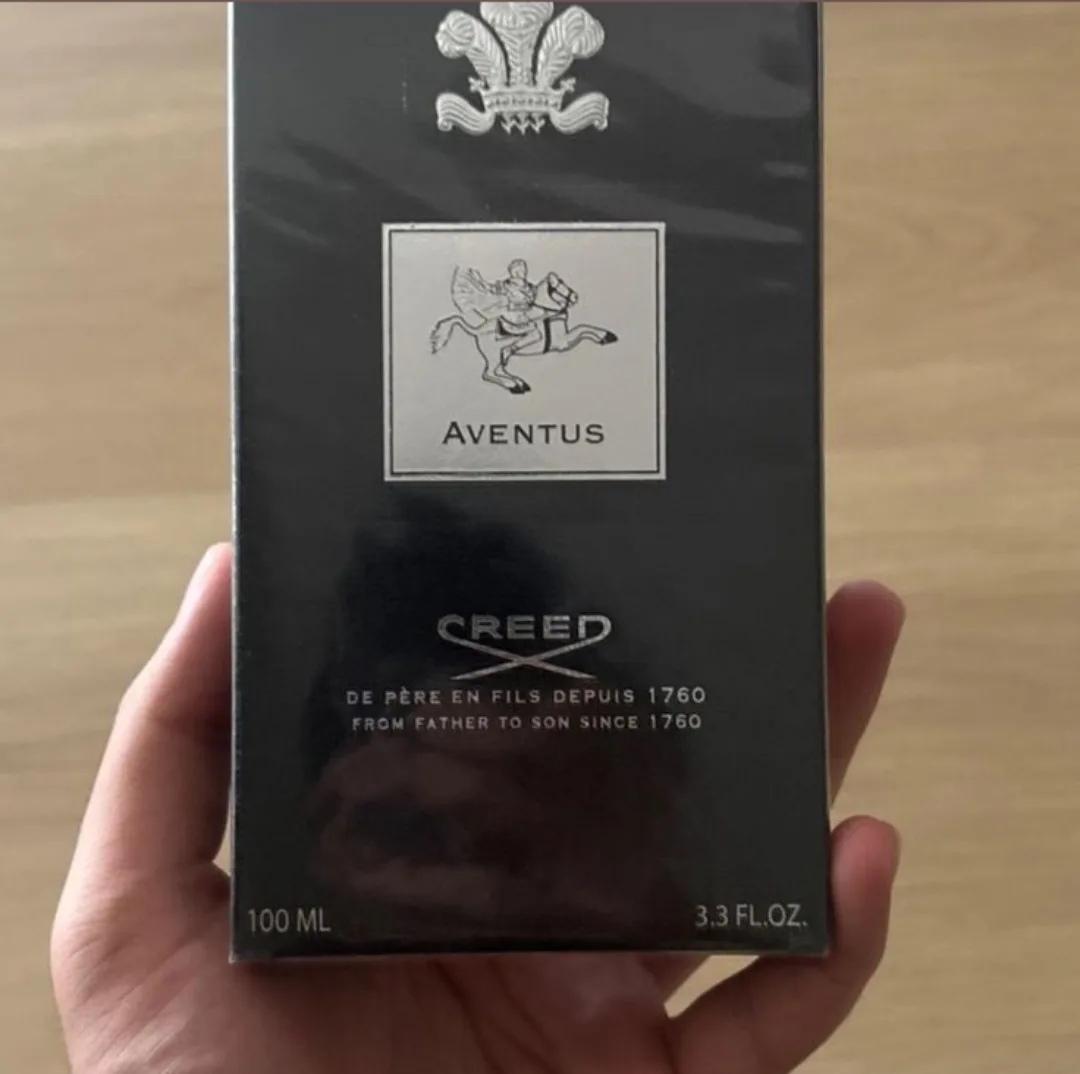 AVENTUS
CREED
DE PÈRE EN FILS DEPUIS 1760
FROM FATHER TO SON SINCE 1760
100 ML
3.3 FL.OZ.